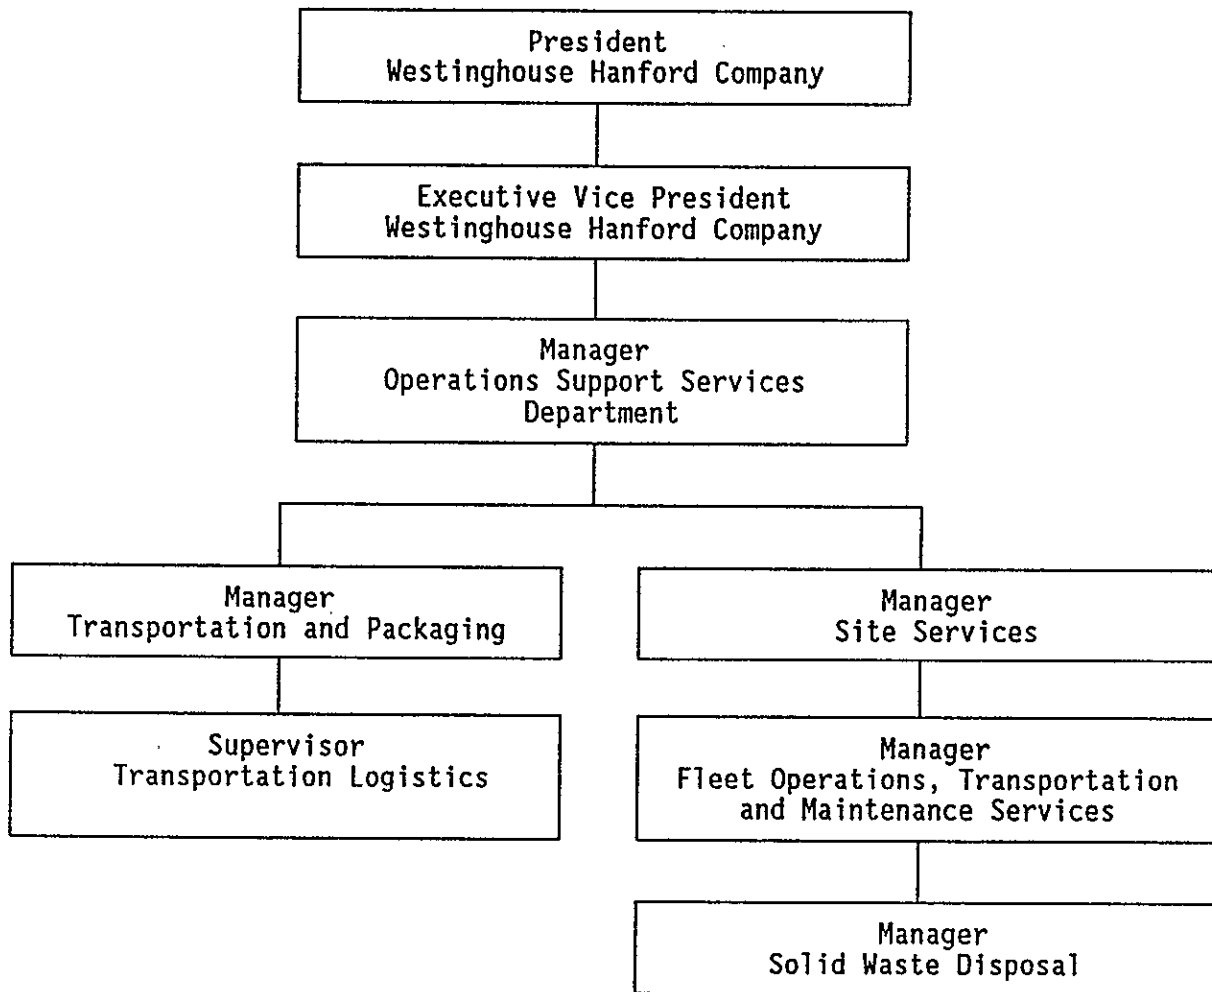 President
Westinghouse Hanford Company
Executive Vice President
Westinghouse Hanford Company
Manager
Operations Support Services
Department
Manager
Transportation and Packaging
Manager
Site Services
Supervisor
Transportation Logistics
Manager
Fleet Operations, Transportation
and Maintenance Services
Manager
Solid Waste Disposal